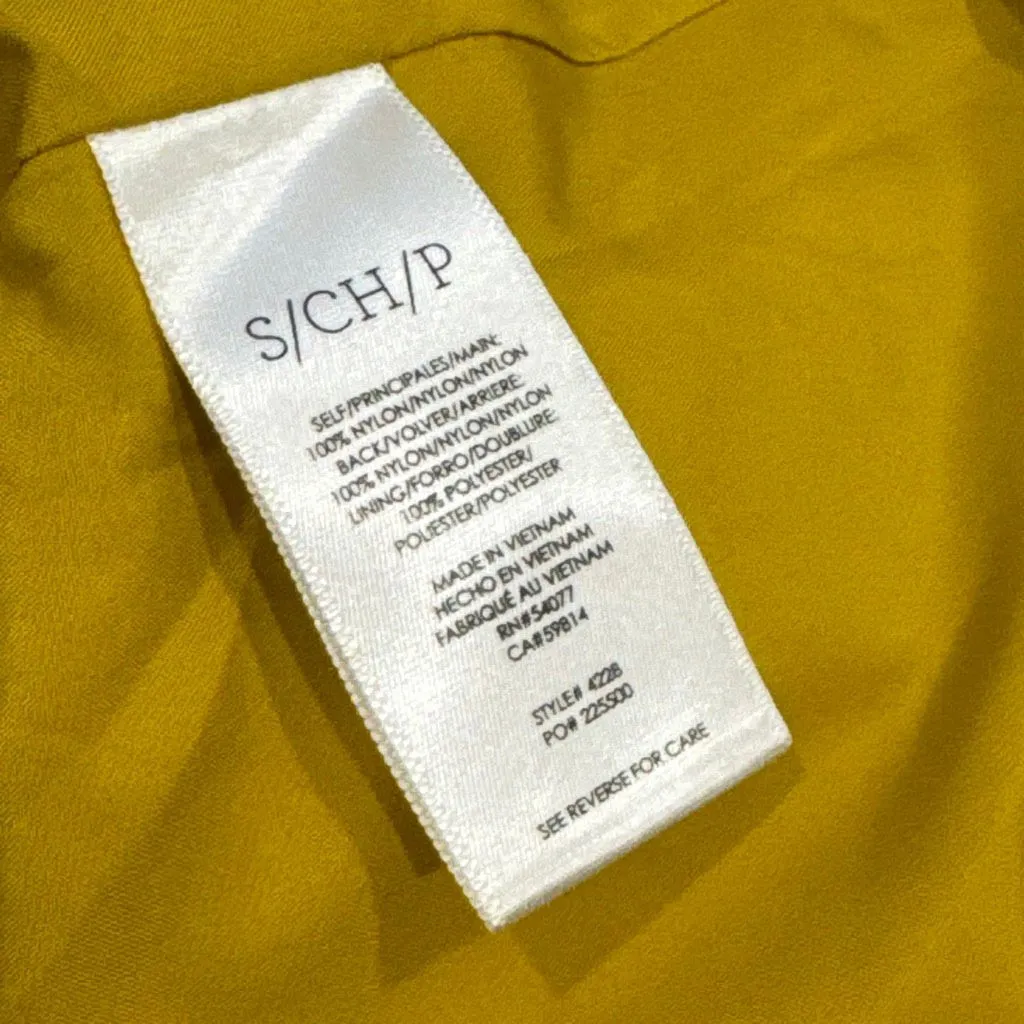 S/CH/P
SELF/PRINCIPALES/MAIN:
100% NYLON/NYLON/NYLON
BACK/VOLVER/ARRIERE:
100% NYLON/NYLON/NYLON
LINING/FORRO/DOUBLURE:
100% POLYESTER/
POLIESTER/POLYESTER
MADE IN VIETNAM
HECHO EN VIETNAM
FABRIQUÉ AU VIETNAM
RN#54077
CA#59814
STYLE# 4228
PO# 225500
SEE REVERSE FOR CARE